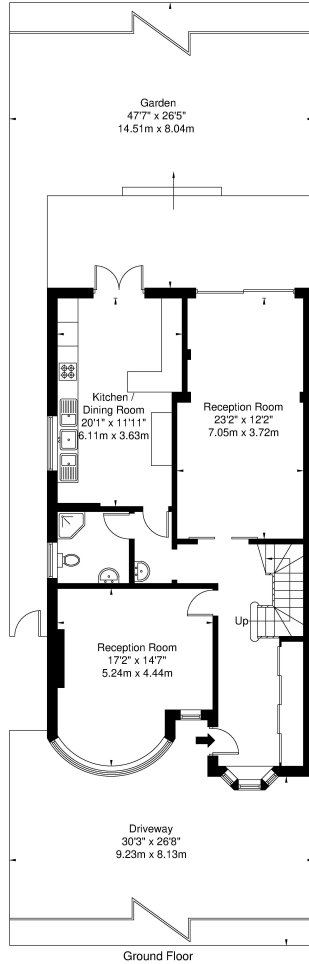 Garden
47'7" x 26'5"
14.51m x 8.04m
Kitchen /
Dining Room
20'1" x 11'11"
6.11m x 3.63m
Reception Room
23'2" x 12'2"
7.05m x 3.72m
Up
Reception Room
17'2" x 14'7"
5.24m x 4.44m
Driveway
30'3" x 26'8"
9.23m x 8.13m
Ground Floor